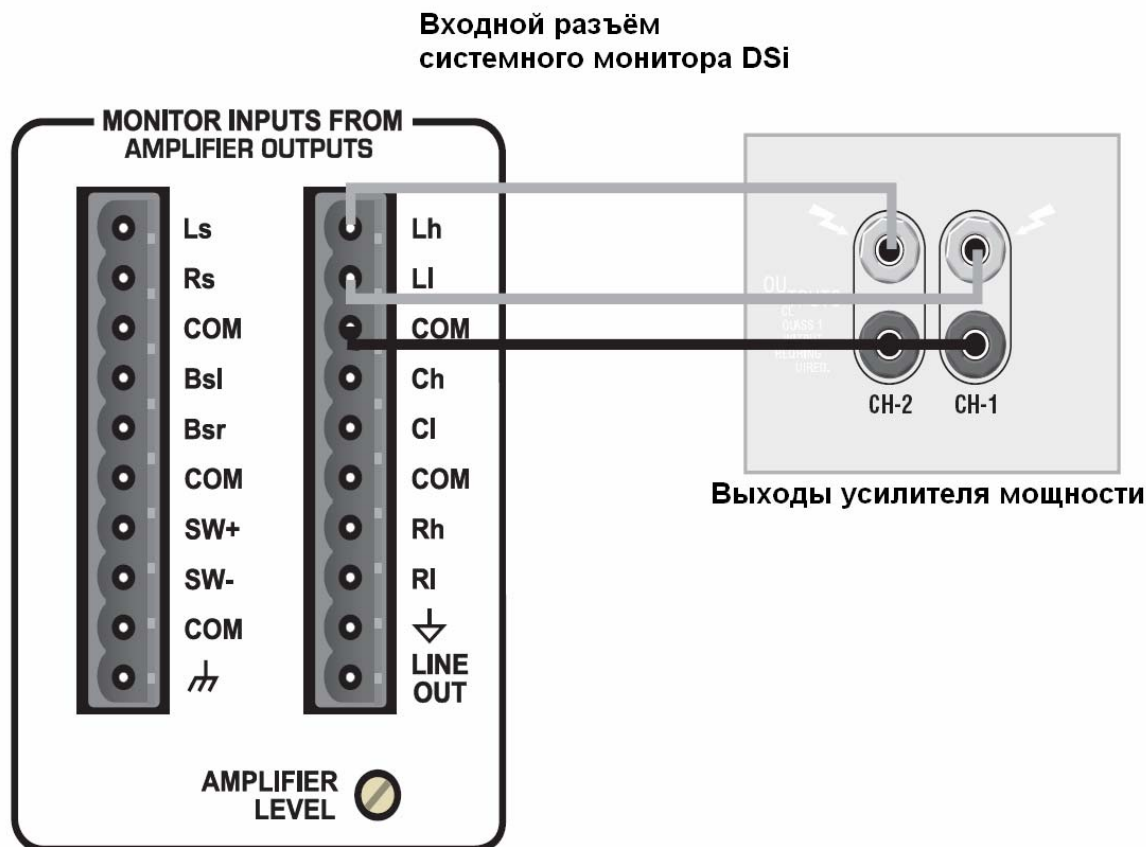 Входной разъём
системного монитора DSi
MONITOR INPUTS FROM
AMPLIFIER OUTPUTS
Ls
Rs
COM
Bsl
Bsr
COM
SW+
SW-
COM
Lh
Ll
COM
Ch
Cl
COM
Rh
Rl
LINE
OUT
AMPLIFIER
LEVEL
CLASS 1
CH-2 CH-1
Выходы усилителя мощности